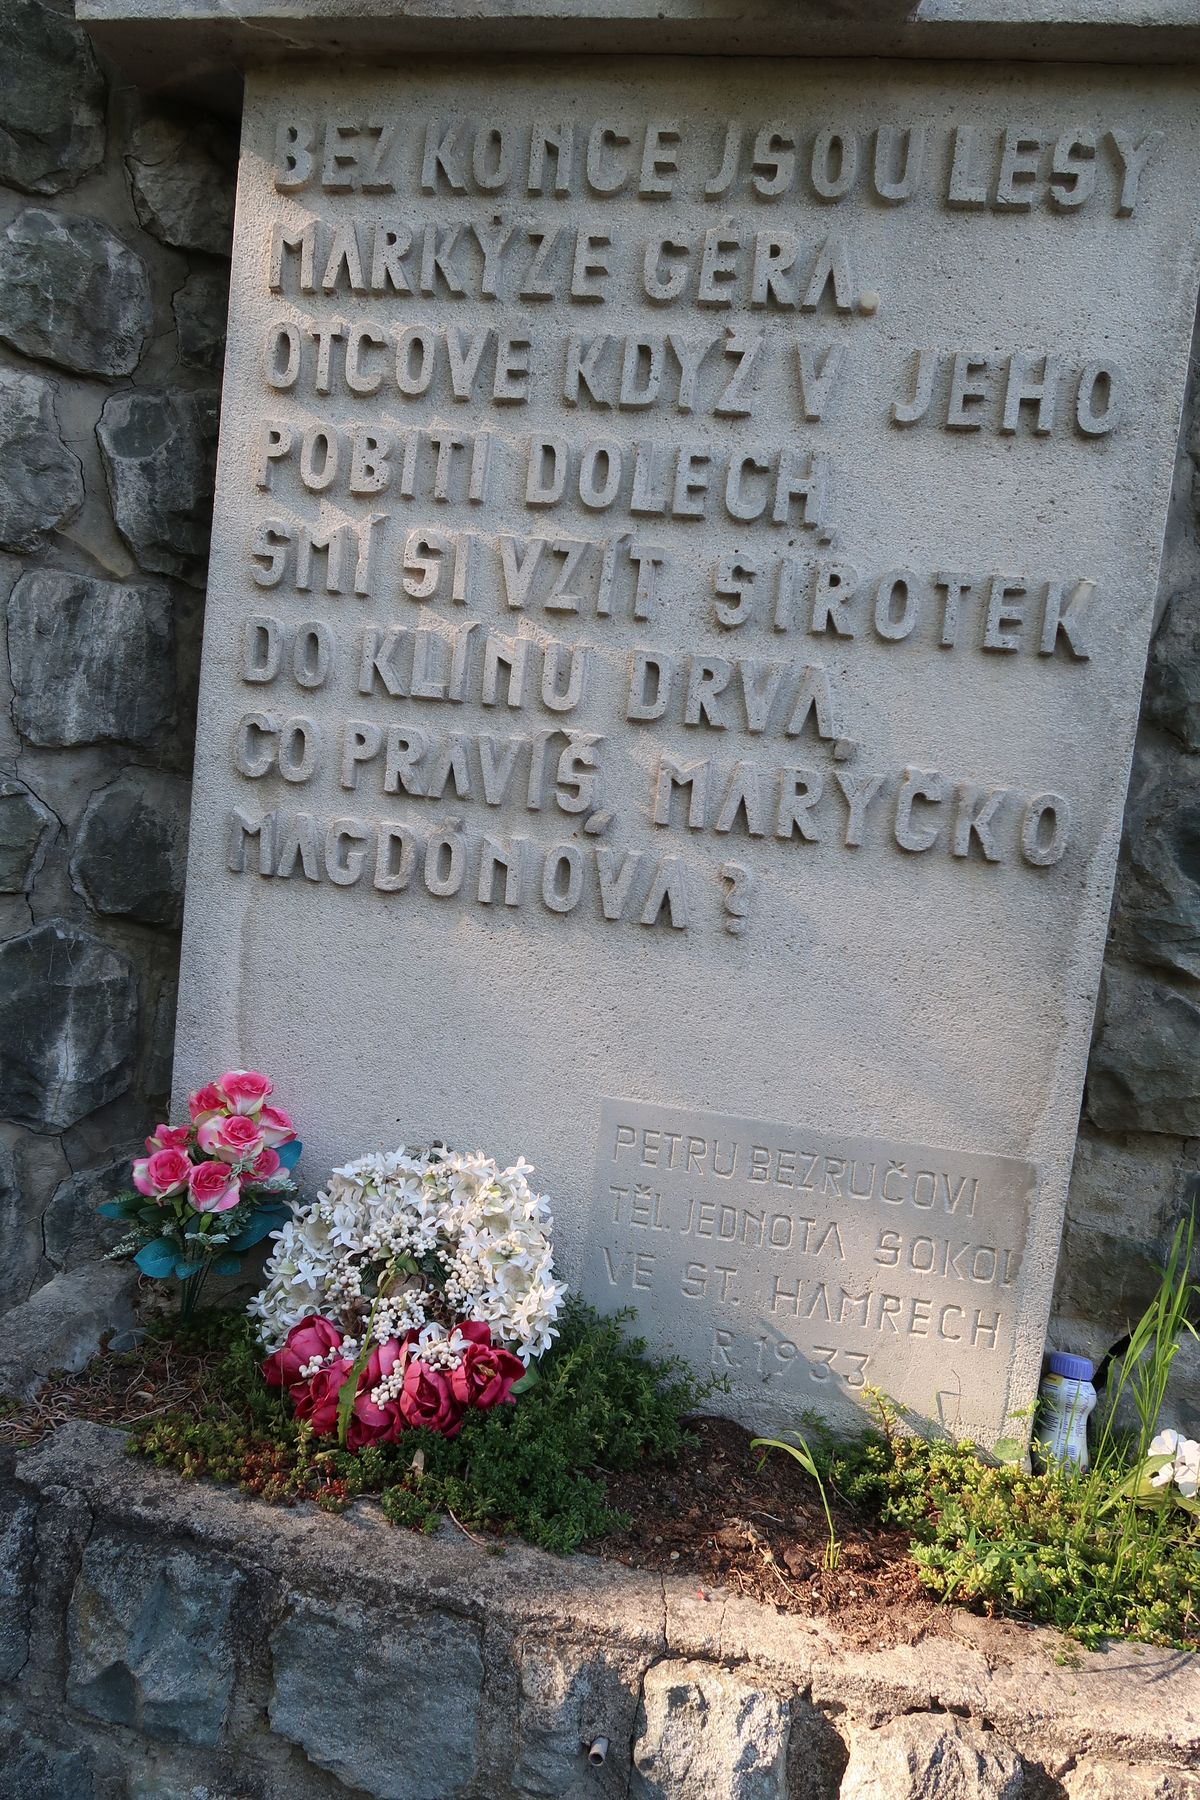 BEZ KONCE JSOU LESY
MARKÝZE GÉRA.
OTCOVÉ KDYŽ V JEHO
POBITI DOLECH,
SMÍ SI VZÍT SIROTEK
DO KLÍNU DRVA,
CO PRAVÍŠ, MARYČKO
MAGDÓNOVA?
PETRU BEZRUČOVI
TĚL. JEDNOTA SOKOL
VE ST. HAMRECH
R. 1933